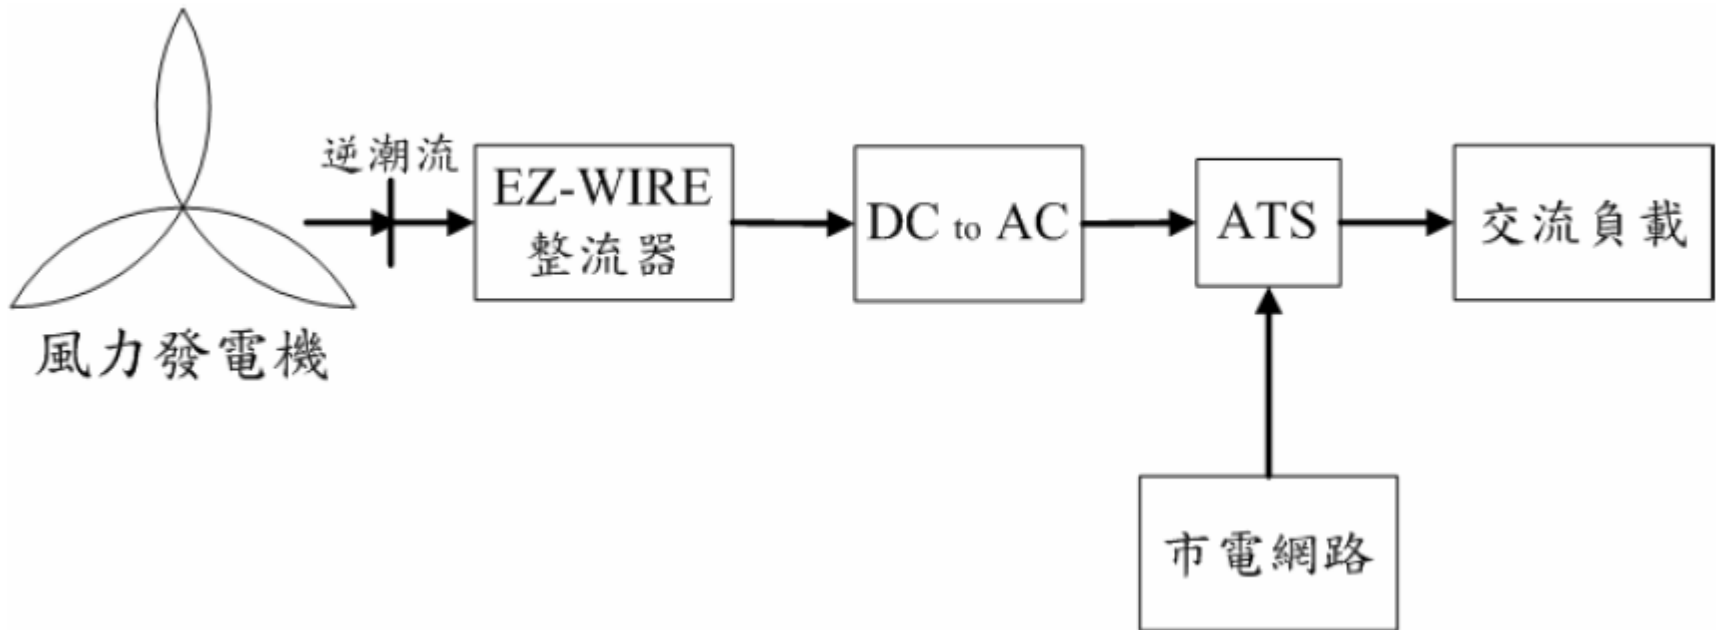 逆潮流
EZ-WIRE
整流器
DC to AC
ATS
交流負載
風力發電機
市電網路